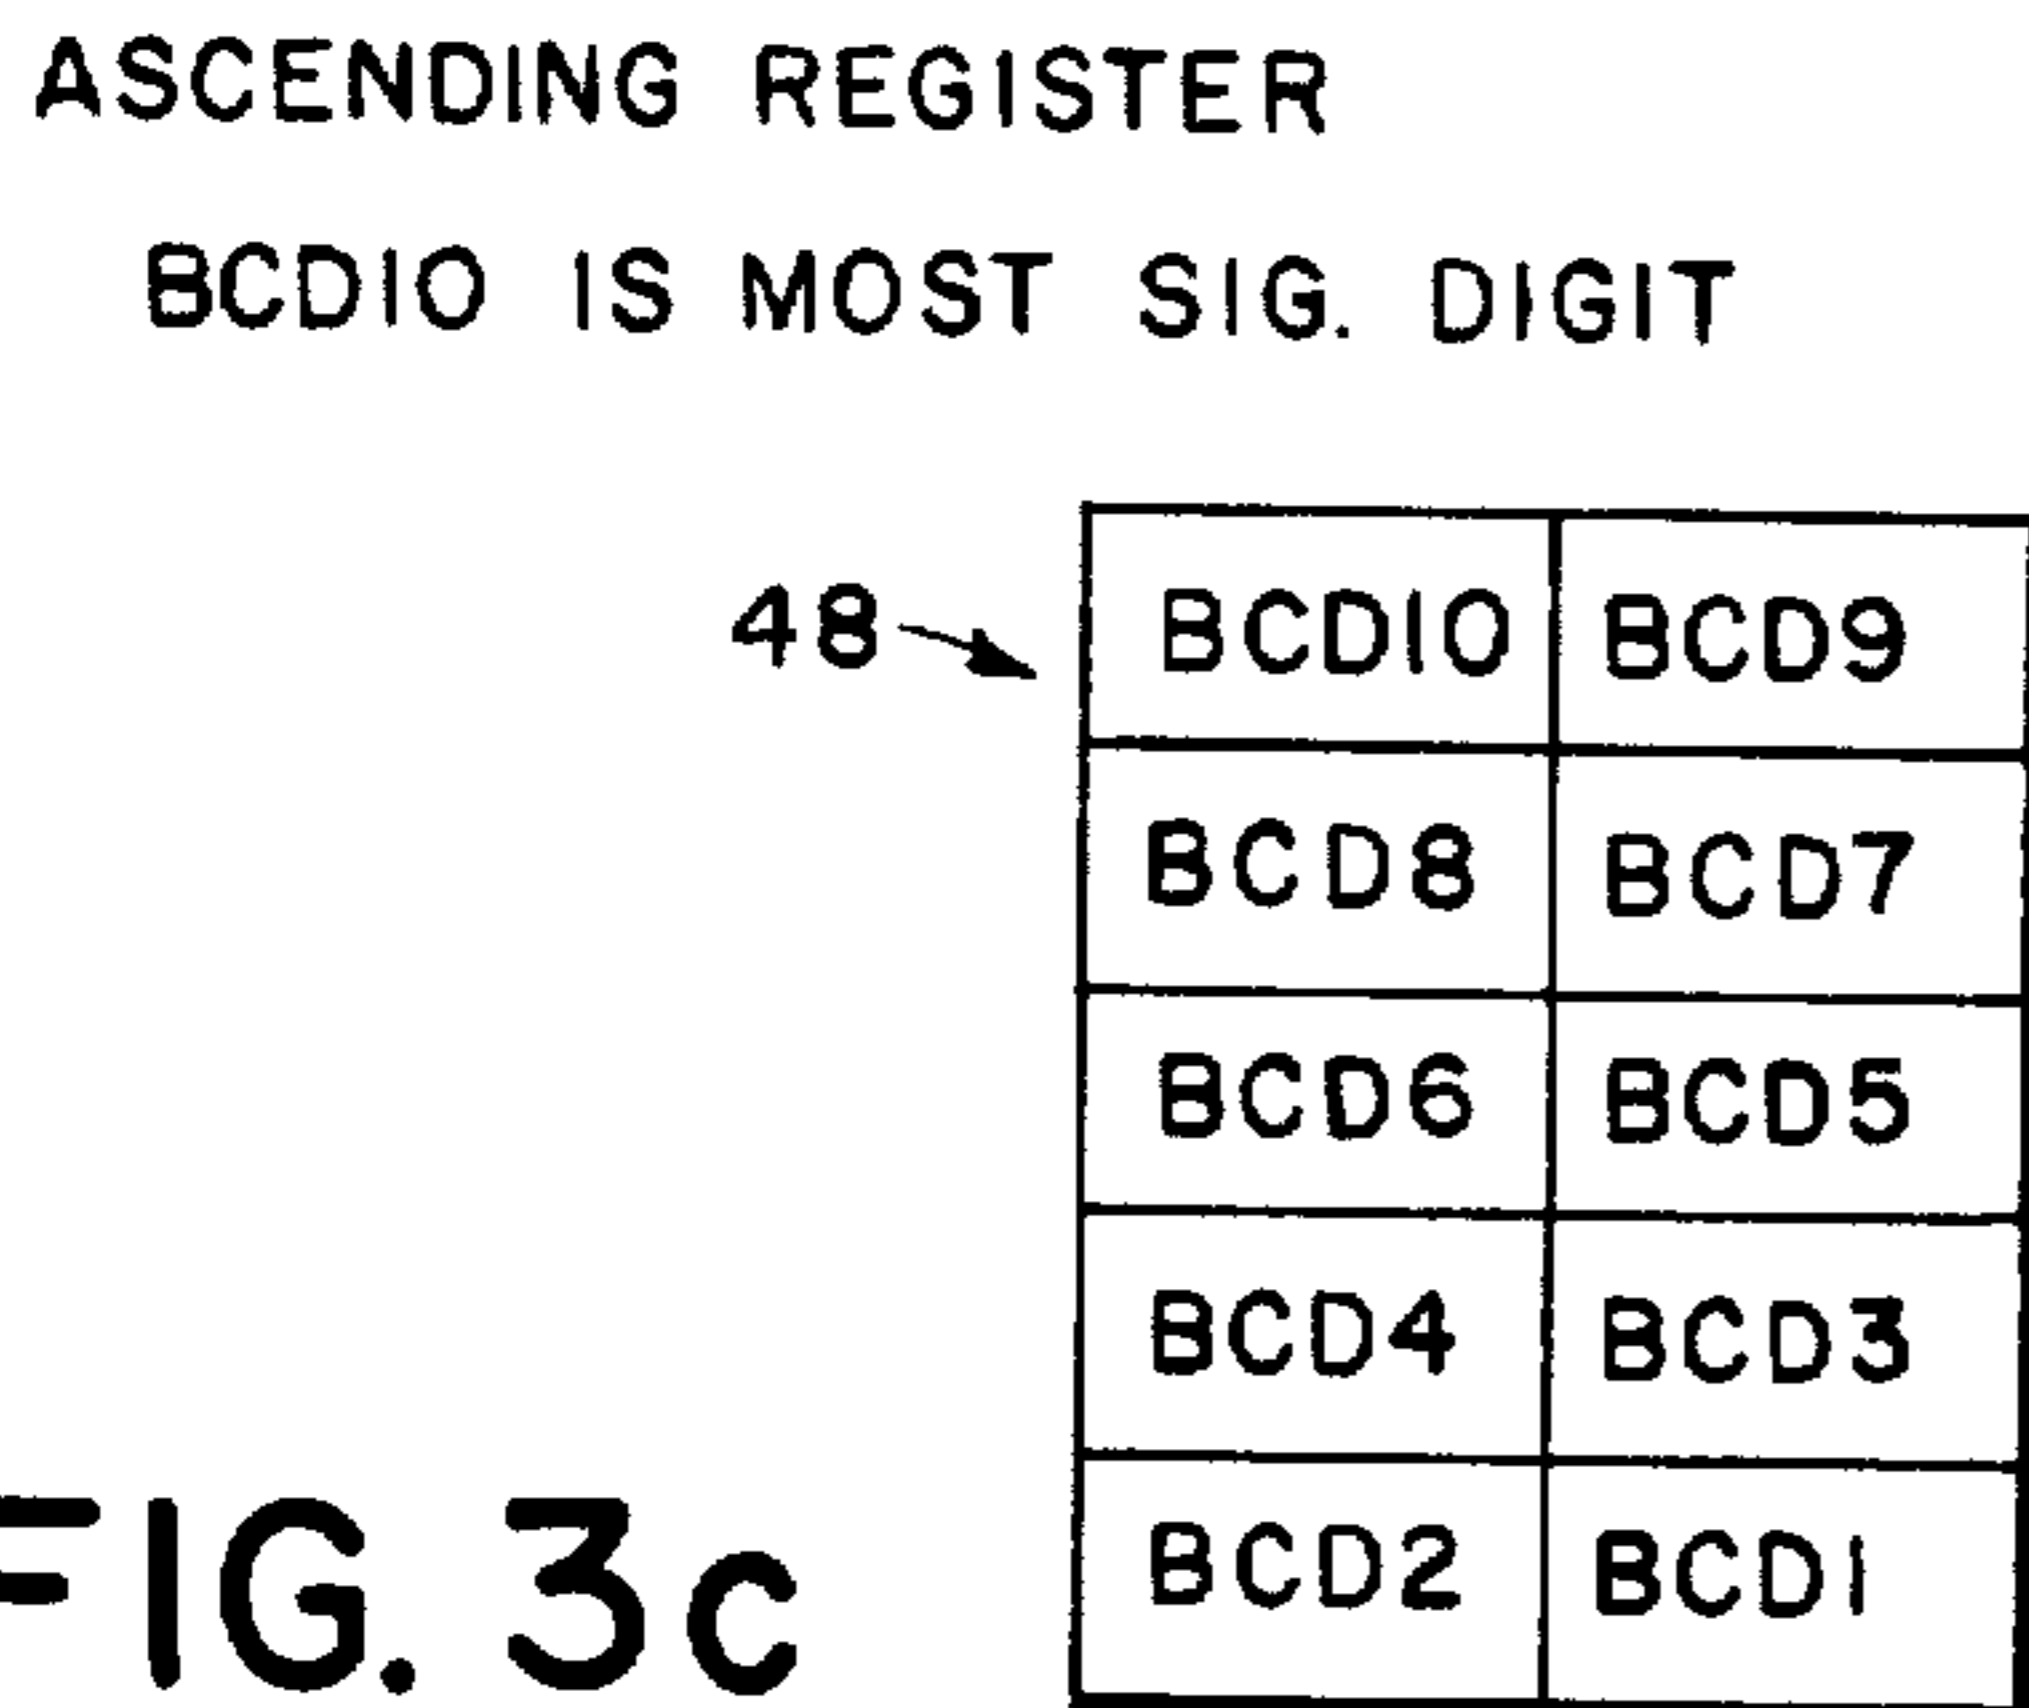 ASCENDING REGISTER
BCD10 IS MOST SIG. DIGIT
48
BCD10 BCD9
BCD8 BCD7
BCD6 BCD5
BCD4 BCD3
BCD2 BCD1
FIG. 3c